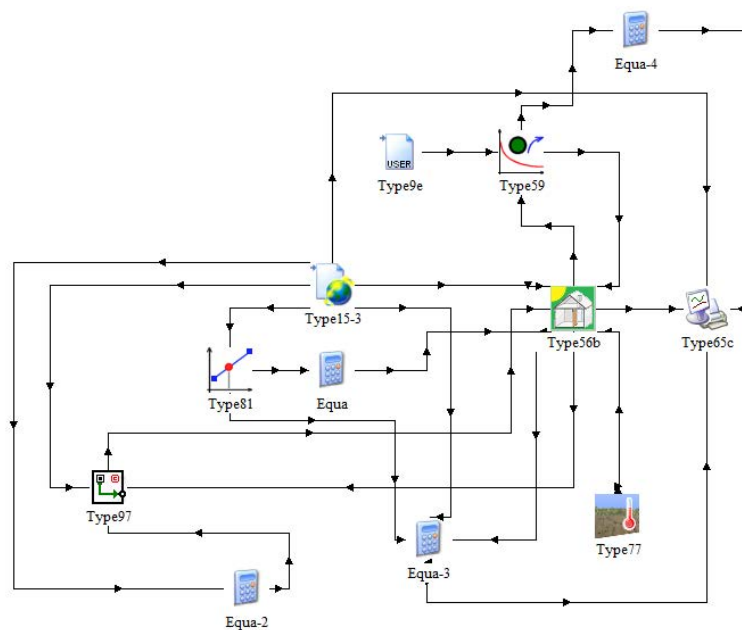 Equa-4
USER
Type9e
Type59
Type15-3
Type56b
Type65c
Type81
Equa
Type97
Type77
Equa-3
Equa-2